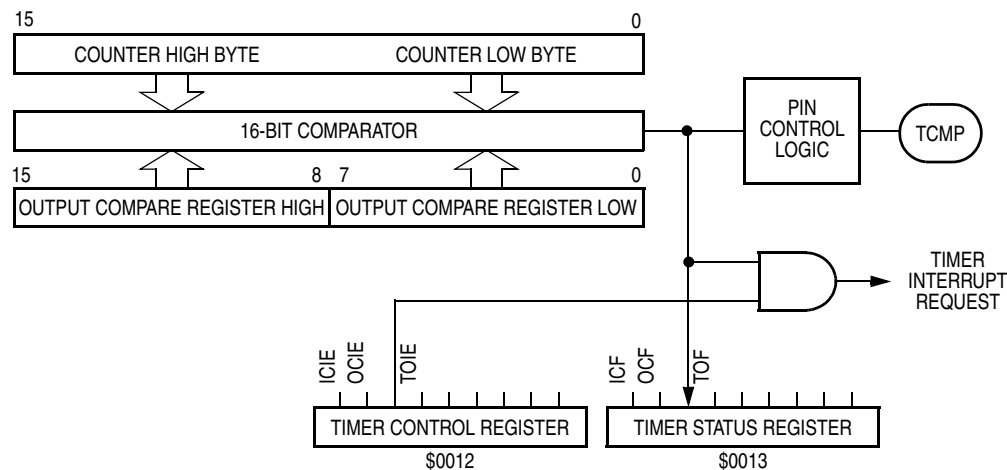 15 0
COUNTER HIGH BYTE COUNTER LOW BYTE
16-BIT COMPARATOR
PIN
CONTROL
LOGIC
TCMP
15 8 7 0
OUTPUT COMPARE REGISTER HIGH OUTPUT COMPARE REGISTER LOW
TIMER
INTERRUPT
REQUEST
ICIE
OCIE
TOIE
ICF
OCF
TOF
TIMER CONTROL REGISTER
$0012
TIMER STATUS REGISTER
$0013